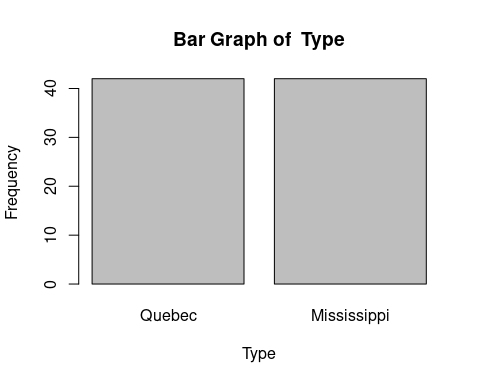 Bar Graph of  Type
Frequency
40
30
20
10
0
Quebec
Mississippi
Type